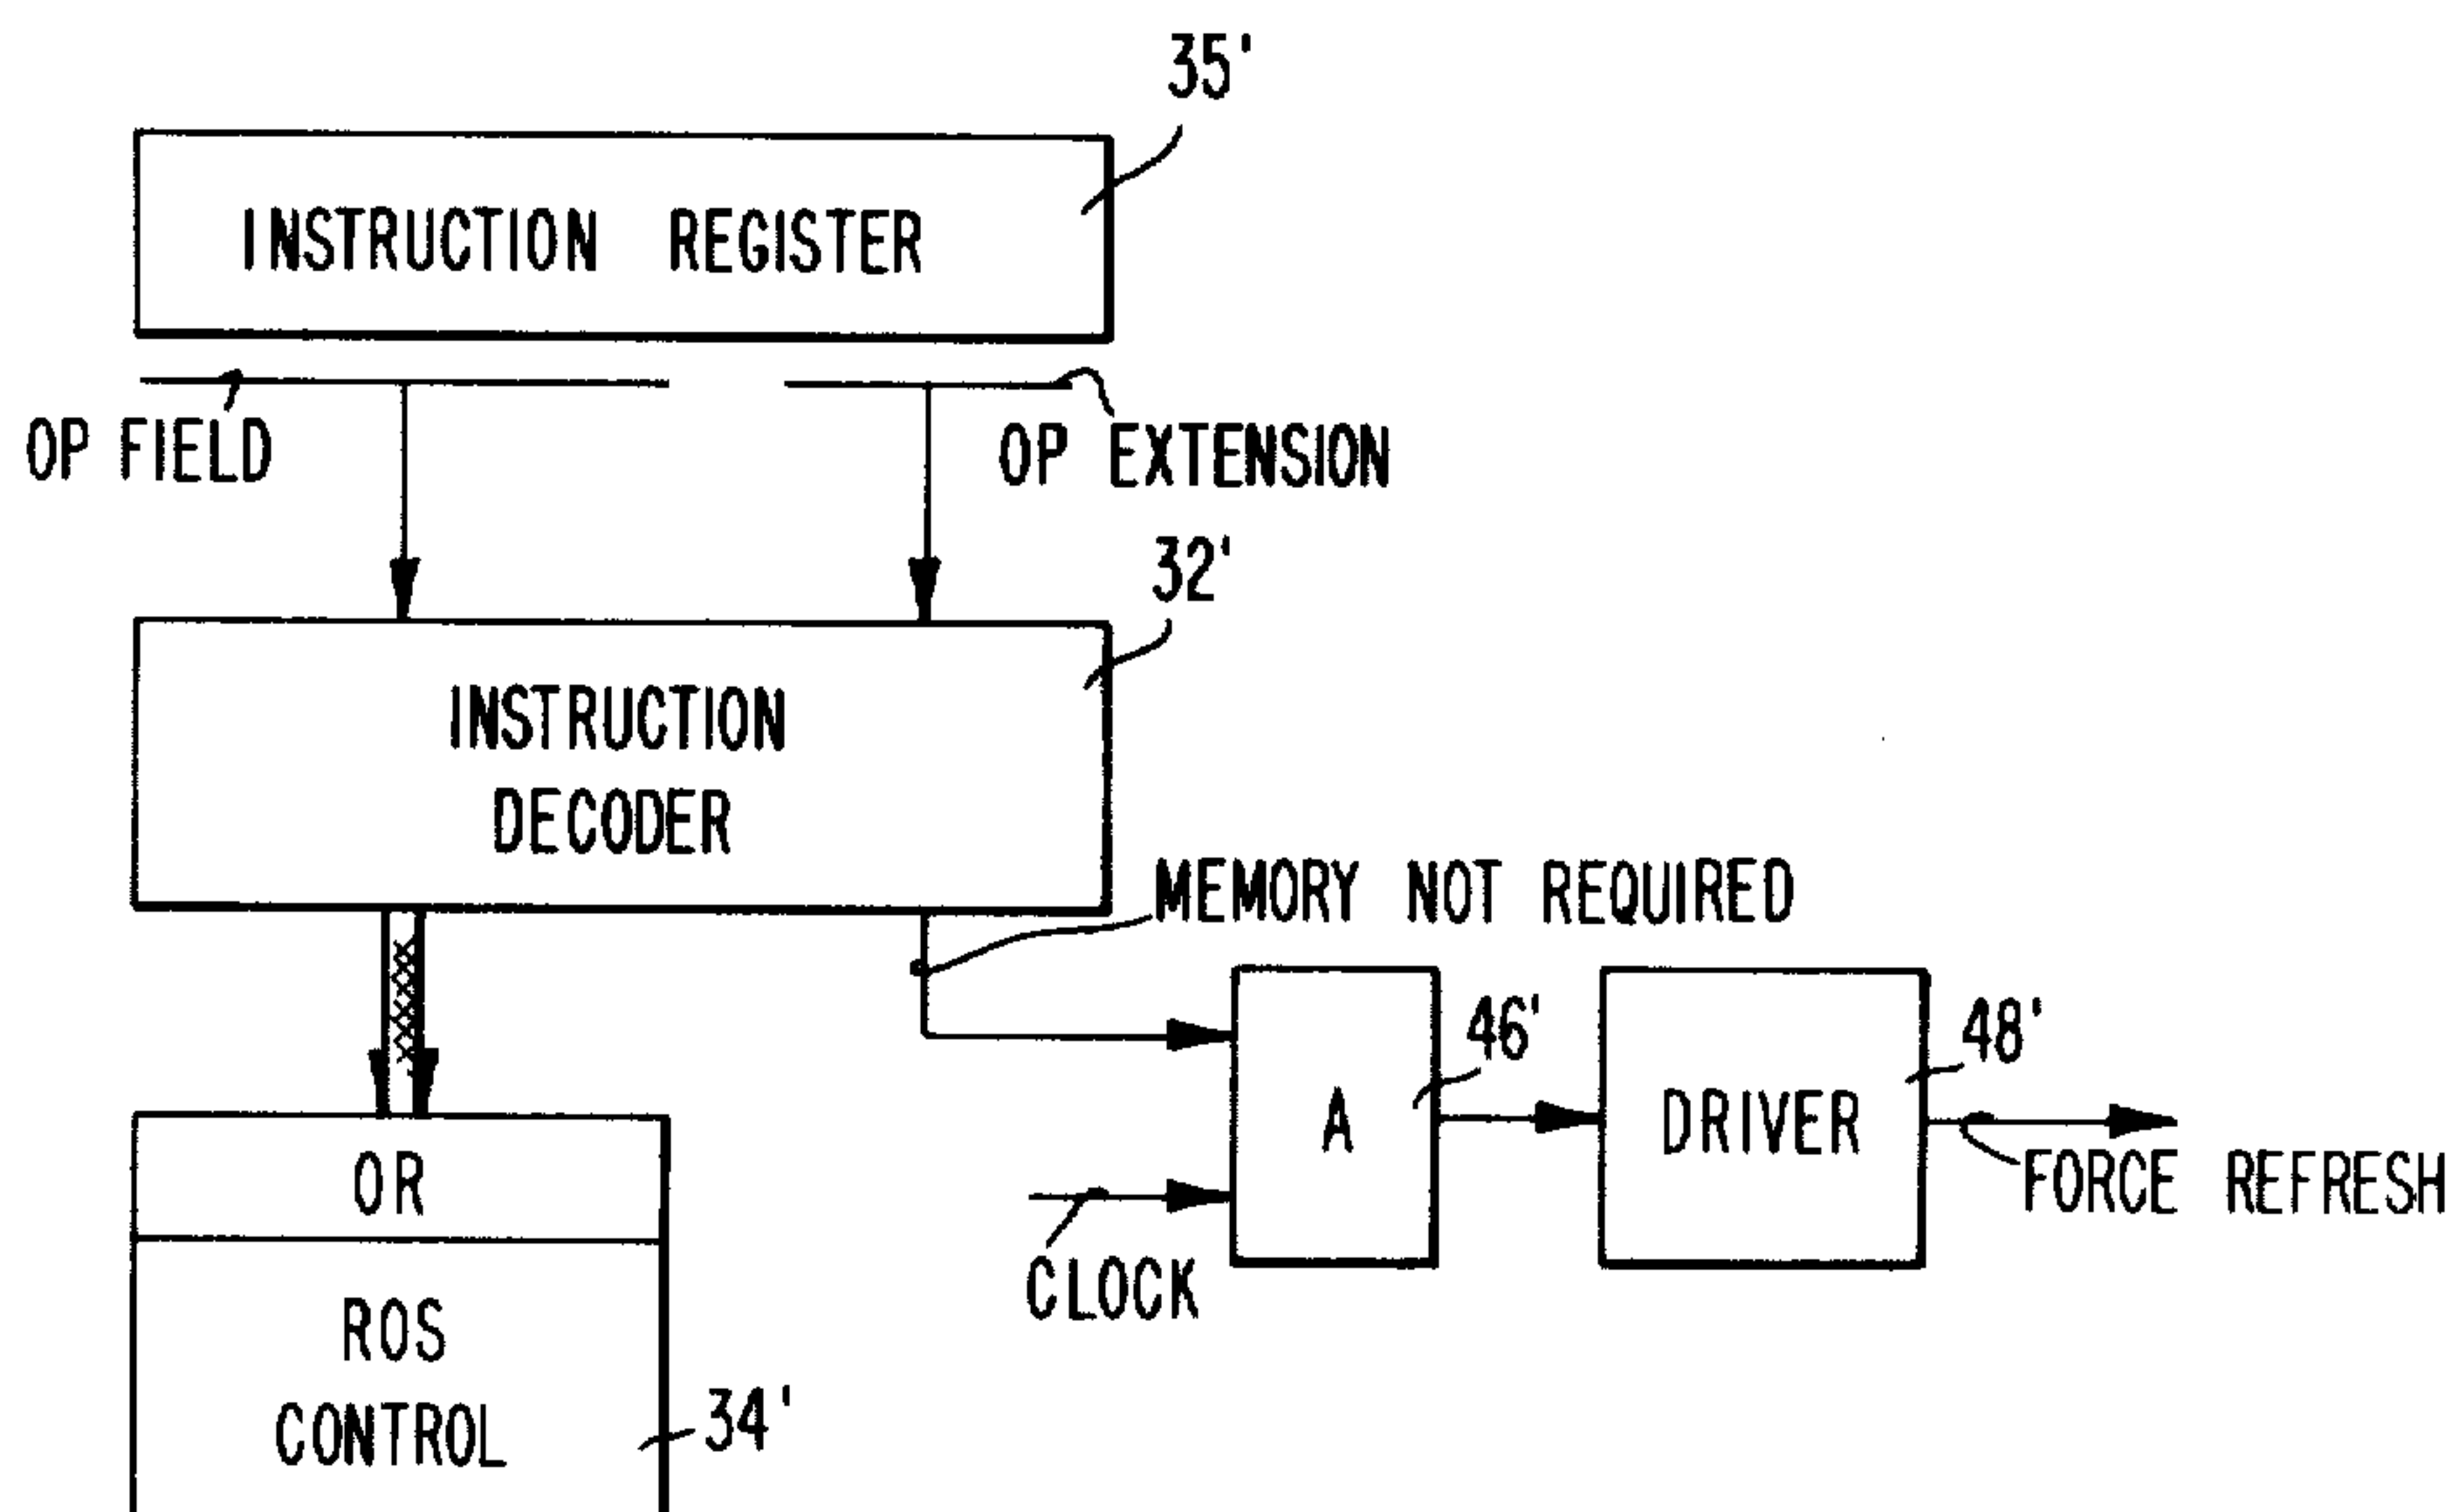 35'
INSTRUCTION REGISTER
OP FIELD
OP EXTENSION
32'
INSTRUCTION
DECODER
MEMORY NOT REQUIRED
46'
48'
A
DRIVER
OR
FORCE REFRESH
CLOCK
ROS
CONTROL
34'